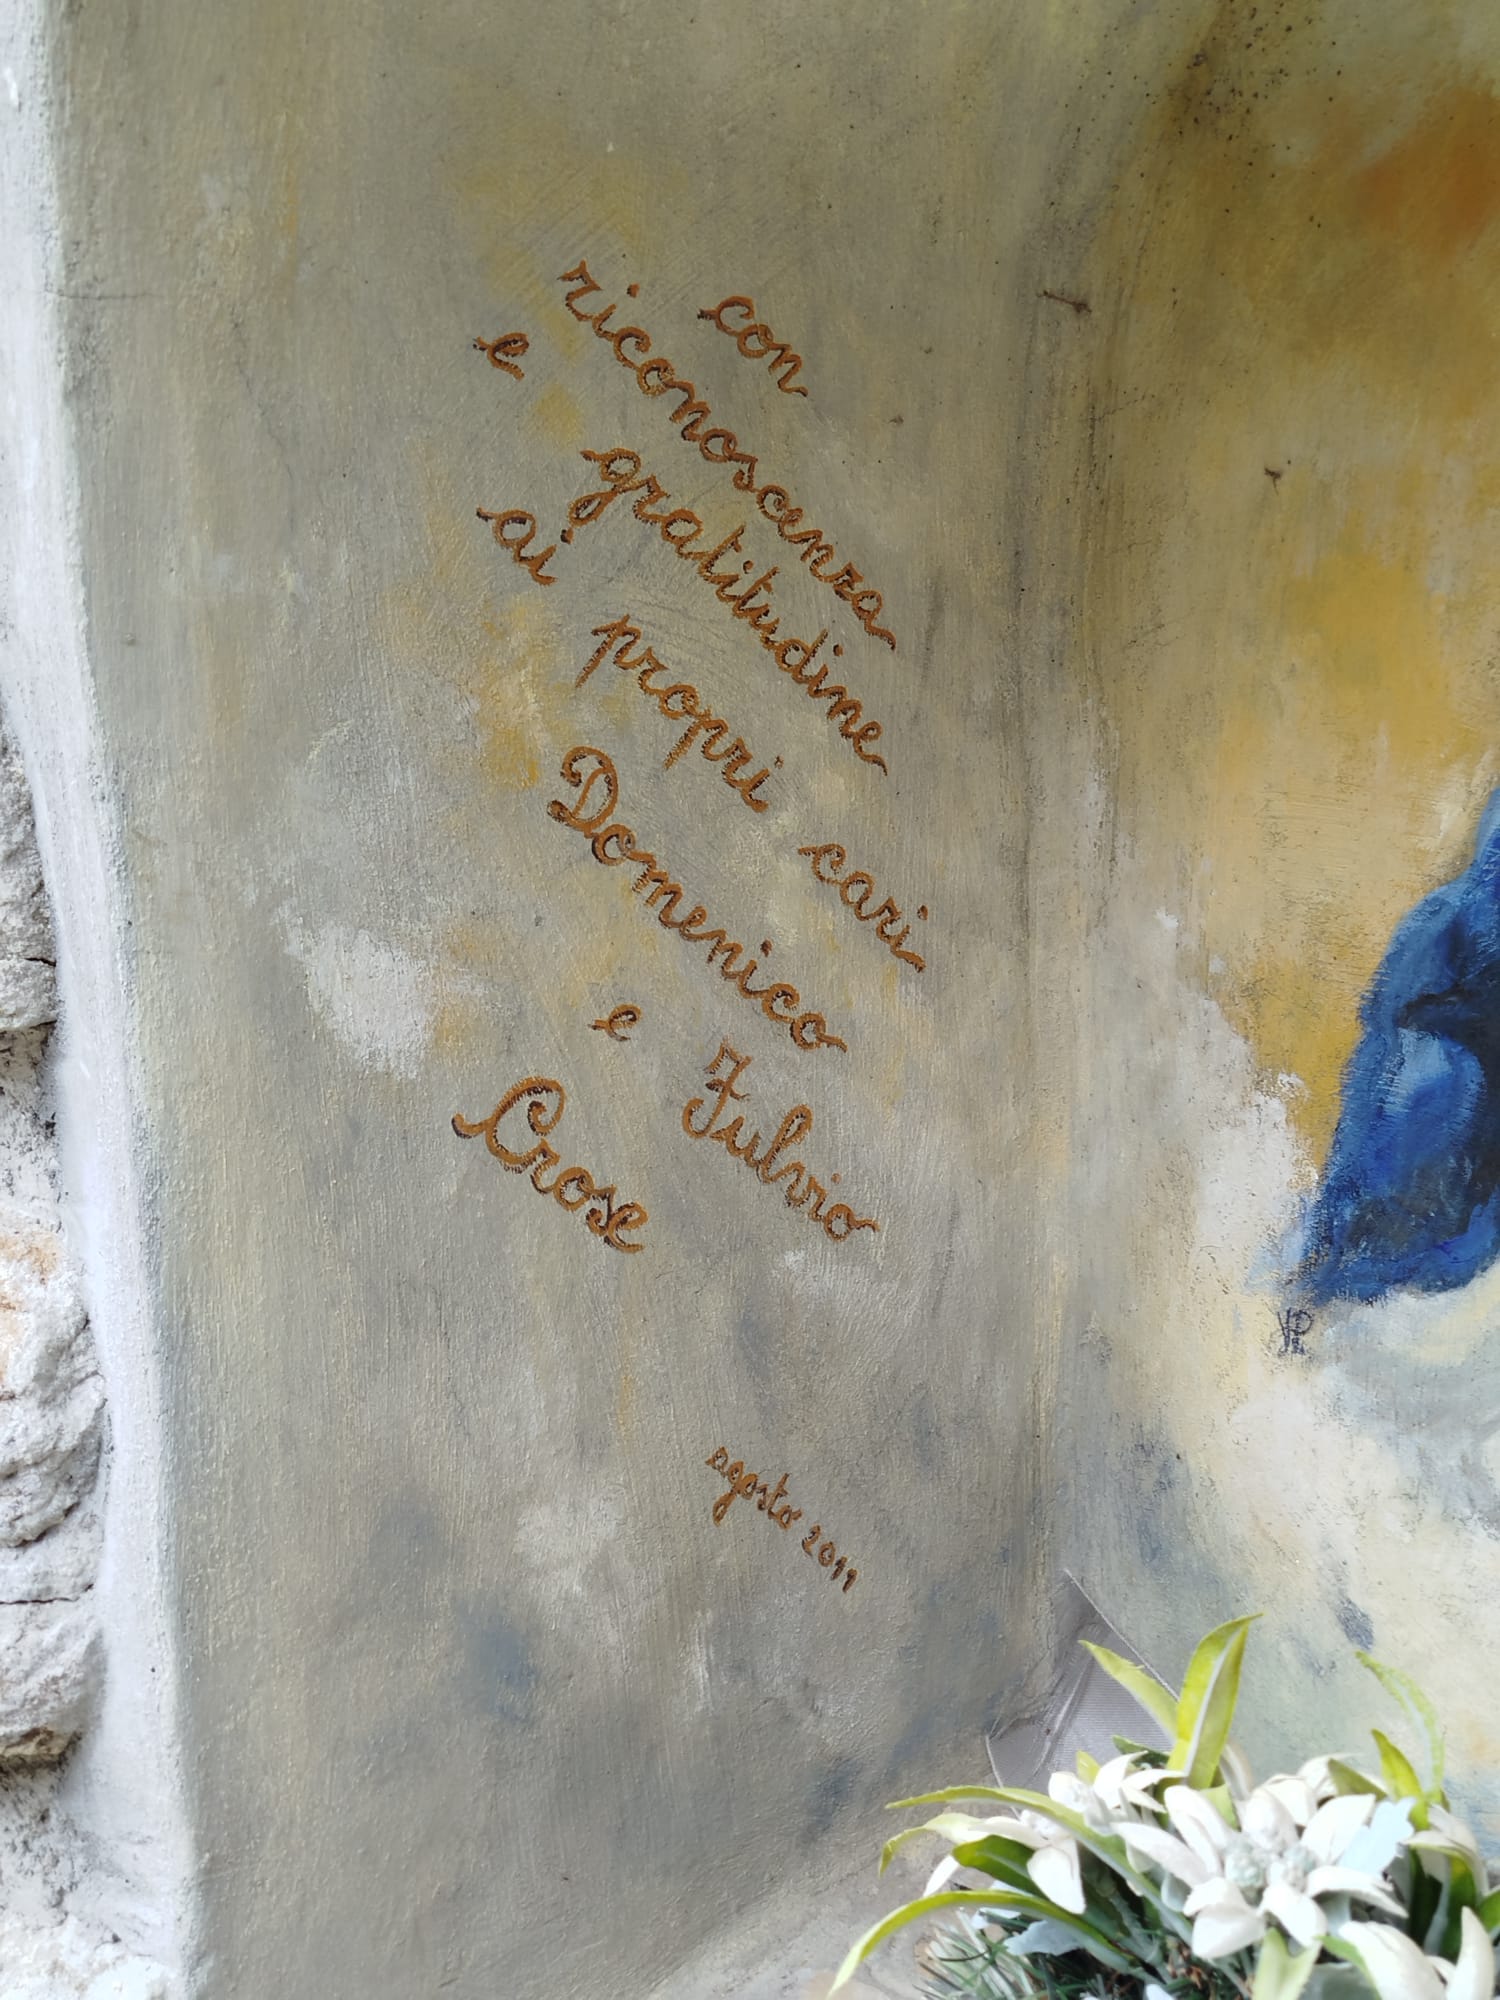 con
riconoscenza
e gratitudine
ai propri cari
Domenico
e Fulvio
Crose
agosto 2011